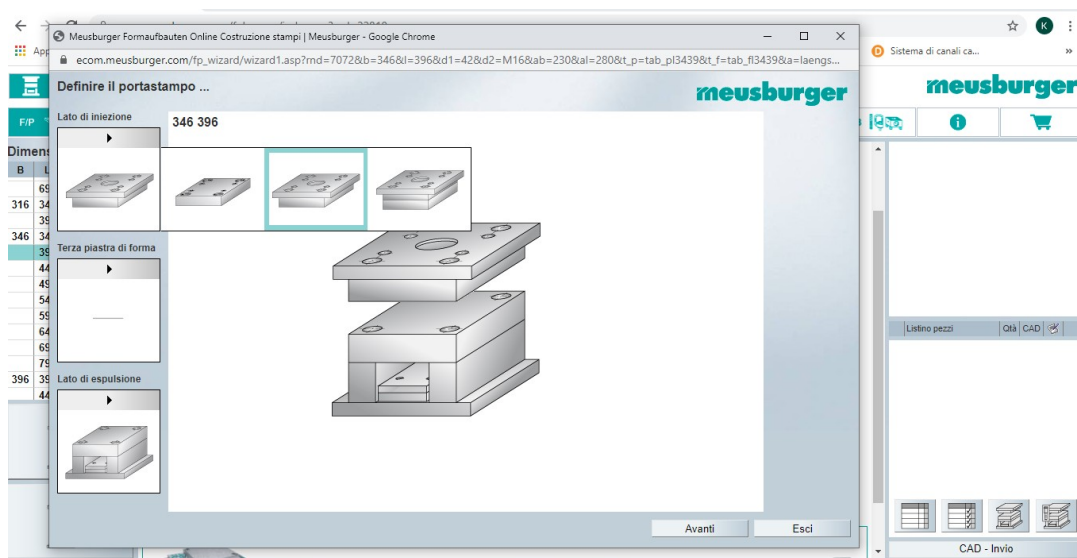 Meusburger Formaufbauten Online Costruzione stampi | Meusburger - Google Chrome
ecom.meusburger.com/fp_wizard/wizard1.asp?rnd=7072&b=346&l=396&d1=42&d2=M16&ab=230&al=280&t_p=tab_pl3439&t_f=tab_fl3439&a=laengs...
K
App
Sistema di canali ca...
»
Definire il portastampo ...
meusburger
meusburger
F/P
Lato di iniezione
346 396
Dimens
B L
69
316 34
39
346 34
39
44
49
54
59
64
69
79
396 39
44
Terza piastra di forma
Lato di espulsione
Listino pezzi Qtà CAD
Avanti
Esci
CAD - Invio